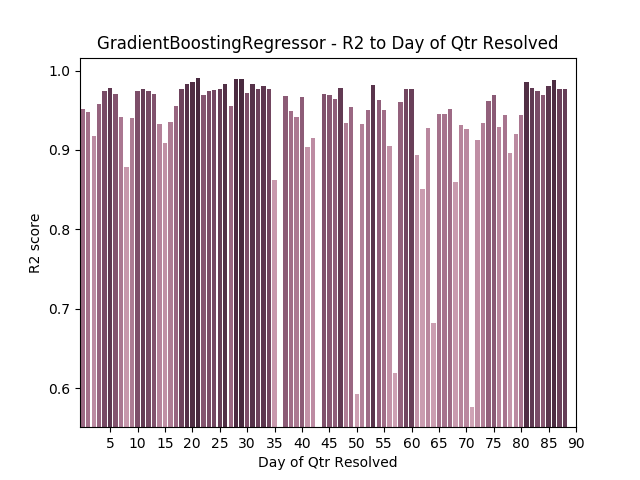 GradientBoostingRegressor - R2 to Day of Qtr Resolved
1.0
0.9
0.8
0.7
0.6
R2 score
5 10 15 20 25 30 35 40 45 50 55 60 65 70 75 80 85 90
Day of Qtr Resolved